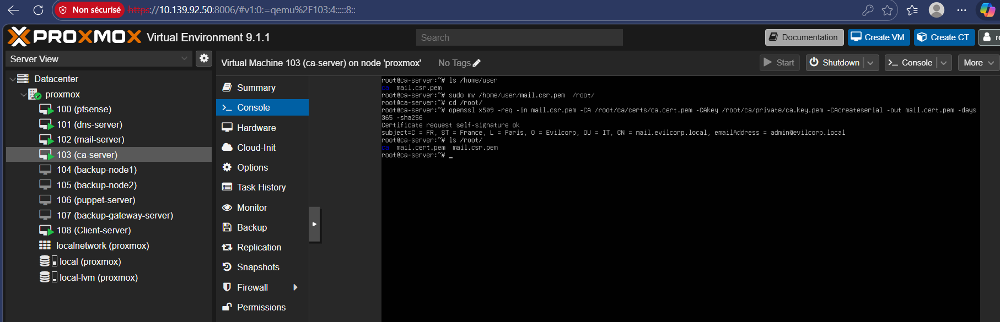 Non sécurisé https://10.139.92.50:8006/#v1:0:=qemu%2F103:4:::::8::
PROXMOX Virtual Environment 9.1.1
Search
Documentation
Create VM
Create CT
Server View
Virtual Machine 103 (ca-server) on node 'proxmox'
No Tags
Start
Shutdown
Console
More
Datacenter
proxmox
100 (pfsense)
101 (dns-server)
102 (mail-server)
103 (ca-server)
104 (backup-node1)
105 (backup-node2)
106 (puppet-server)
107 (backup-gateway-server)
108 (Client-server)
localnetwork (proxmox)
local (proxmox)
local-lvm (proxmox)
Summary
Console
Hardware
Cloud-Init
Options
Task History
Monitor
Backup
Replication
Snapshots
Firewall
Permissions
root@ca-server:~# ls /home/user
ca  mail.csr.pem
root@ca-server:~# sudo mv /home/user/mail.csr.pem  /root/
root@ca-server:~# cd /root/
root@ca-server:~# openssl x509 -req -in mail.csr.pem -CA /root/ca/certs/ca.cert.pem -CAkey /root/ca/private/ca.key.pem -CAcreateserial -out mail.cert.pem -days
365 -sha256
Certificate request self-signature ok
subject=C = FR, ST = France, L = Paris, O = Evilcorp, OU = IT, CN = mail.evilcorp.local, emailAddress = admin@evilcorp.local
root@ca-server:~# ls /root/
ca  mail.cert.pem  mail.csr.pem
root@ca-server:~# _